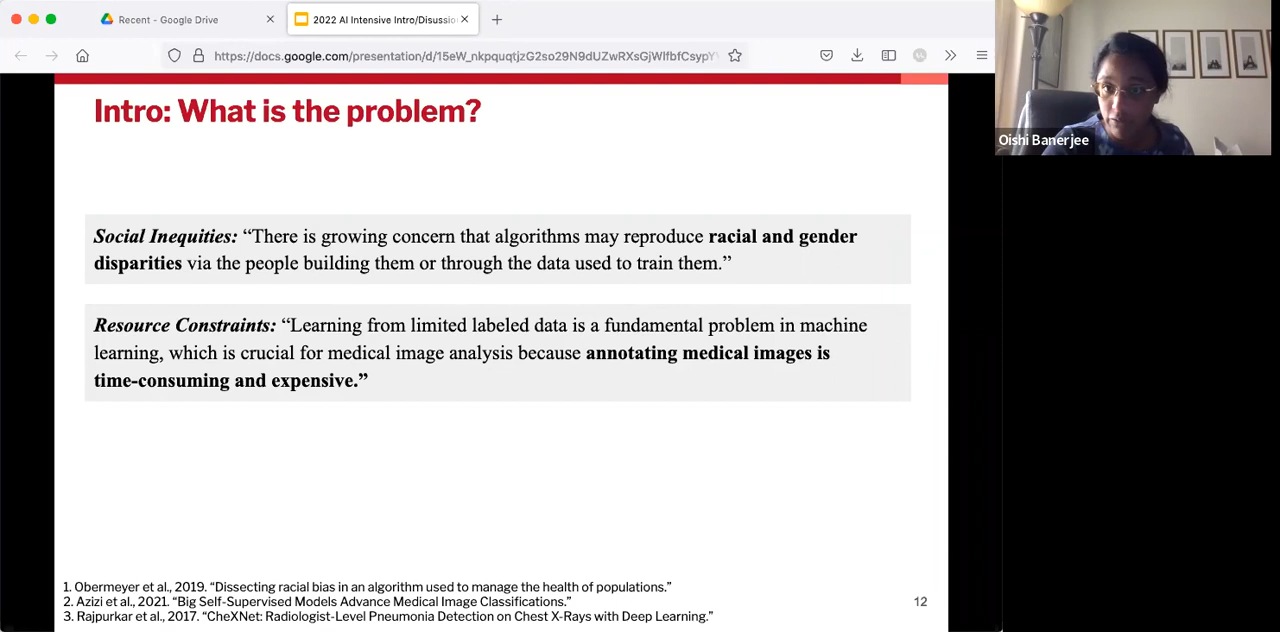 Recent - Google Drive
2022 AI Intensive Intro/Disussio
https://docs.google.com/presentation/d/15eW_nkpquqtjzG2so29N9dUZwRXsGjWlfbfCsypY
Intro: What is the problem?
Oishi Banerjee
Social Inequities: “There is growing concern that algorithms may reproduce racial and gender
disparities via the people building them or through the data used to train them.”
Resource Constraints: “Learning from limited labeled data is a fundamental problem in machine
learning, which is crucial for medical image analysis because annotating medical images is
time-consuming and expensive.”
1. Obermeyer et al., 2019. “Dissecting racial bias in an algorithm used to manage the health of populations.”
2. Azizi et al., 2021. “Big Self-Supervised Models Advance Medical Image Classifications.”
3. Rajpurkar et al., 2017. “CheXNet: Radiologist-Level Pneumonia Detection on Chest X-Rays with Deep Learning.”
12